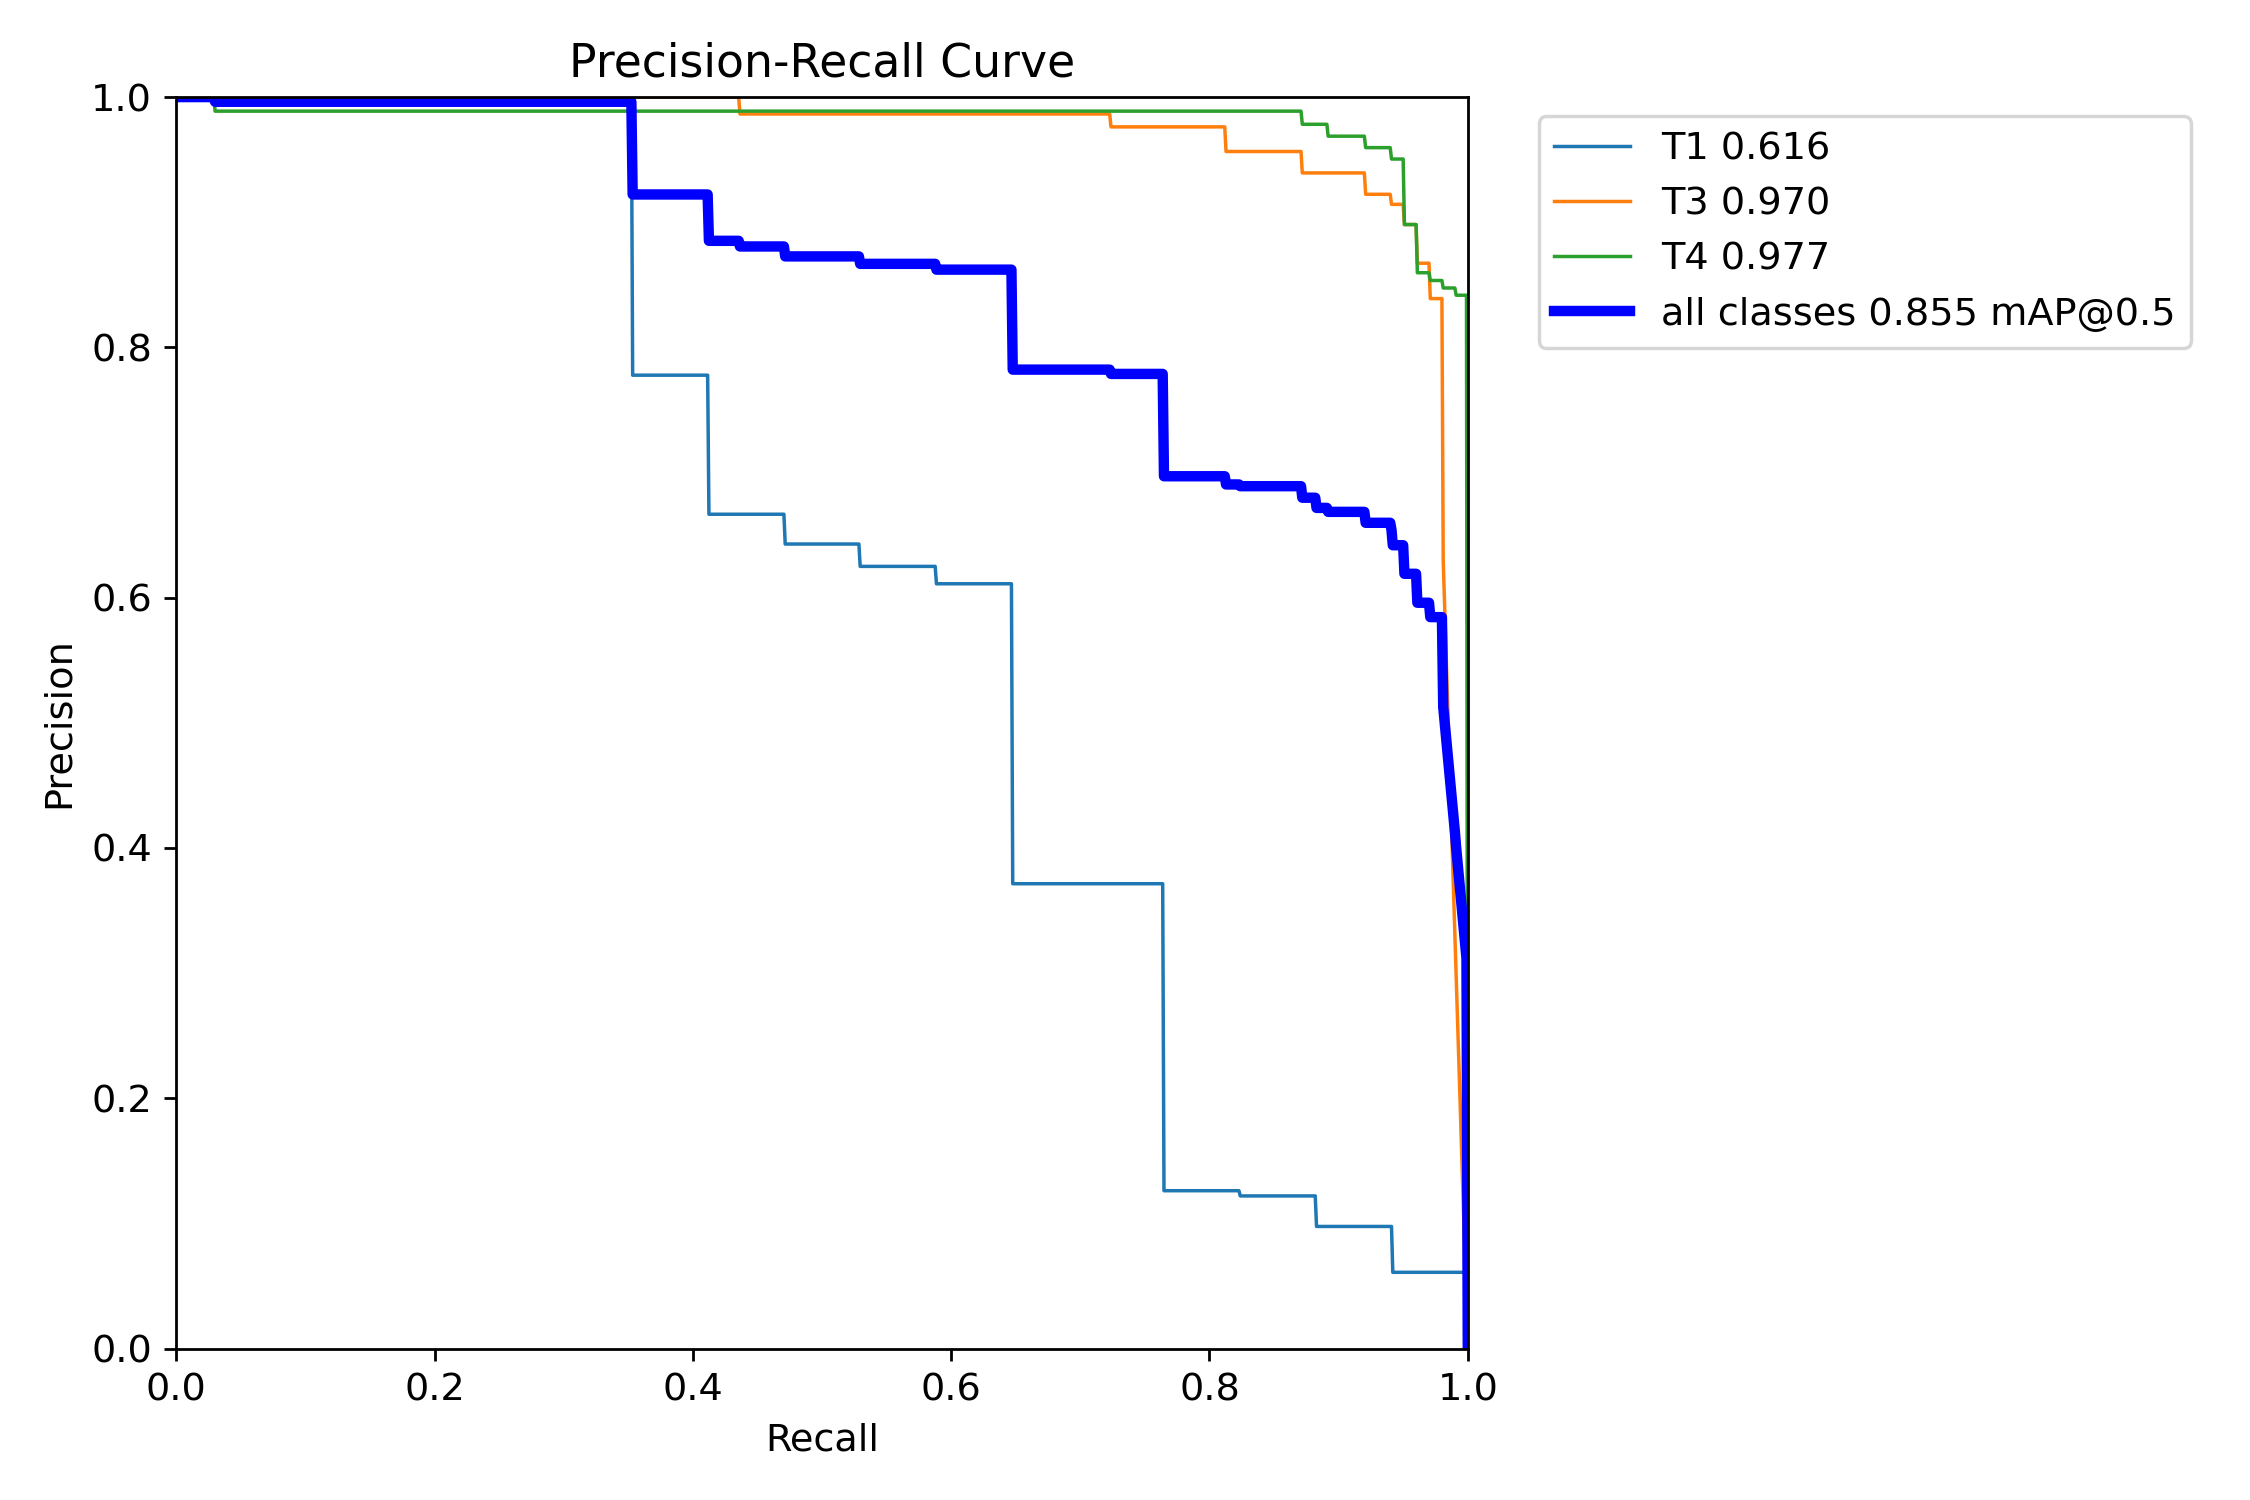 Precision-Recall Curve
T1 0.616
T3 0.970
T4 0.977
all classes 0.855 mAP@0.5
1.0
0.8
0.6
0.4
0.2
0.0
Precision
0.0 0.2 0.4 0.6 0.8 1.0
Recall